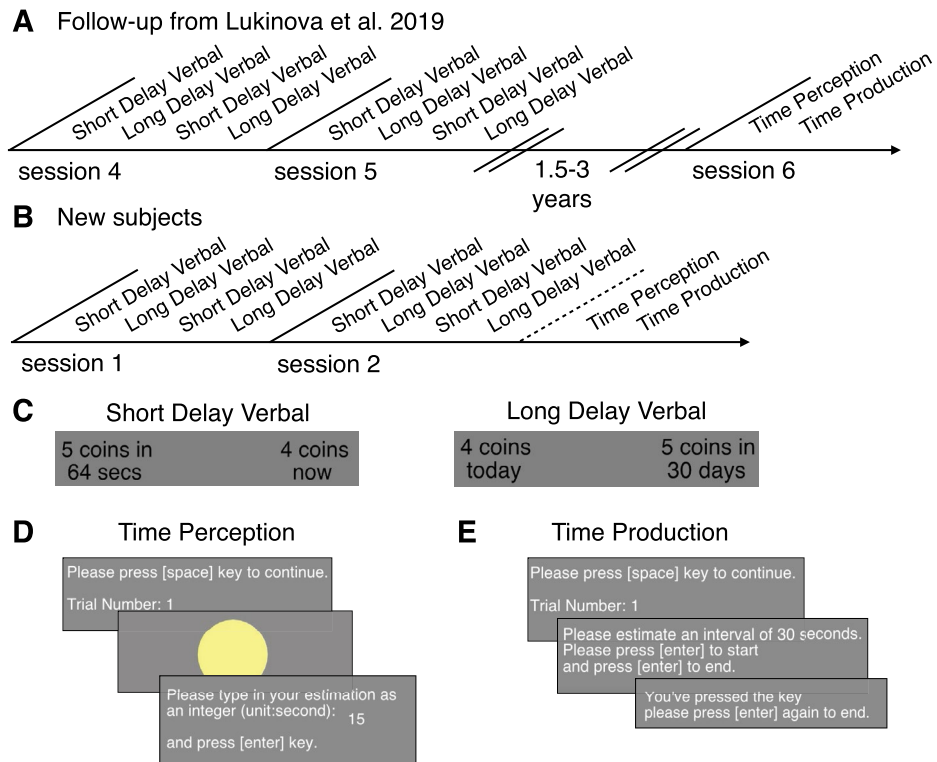 A Follow-up from Lukinova et al. 2019
Short Delay Verbal
Long Delay Verbal
Short Delay Verbal
Long Delay Verbal
Short Delay Verbal
Long Delay Verbal
Short Delay Verbal
Long Delay Verbal
Time Perception
Time Production
session 4
session 5
1.5-3
years
session 6
B New subjects
Short Delay Verbal
Long Delay Verbal
Short Delay Verbal
Long Delay Verbal
Short Delay Verbal
Long Delay Verbal
Short Delay Verbal
Long Delay Verbal
Time Perception
Time Production
session 1
session 2
C
Short Delay Verbal
5 coins in
64 secs
4 coins
now
Long Delay Verbal
4 coins
today
5 coins in
30 days
D Time Perception
Please press [space] key to continue.
Trial Number: 1
Please type in your estimation as
an integer (unit:second): 15
and press [enter] key.
E Time Production
Please press [space] key to continue.
Trial Number: 1
Please estimate an interval of 30 seconds.
Please press [enter] to start
and press [enter] to end.
You've pressed the key
please press [enter] again to end.